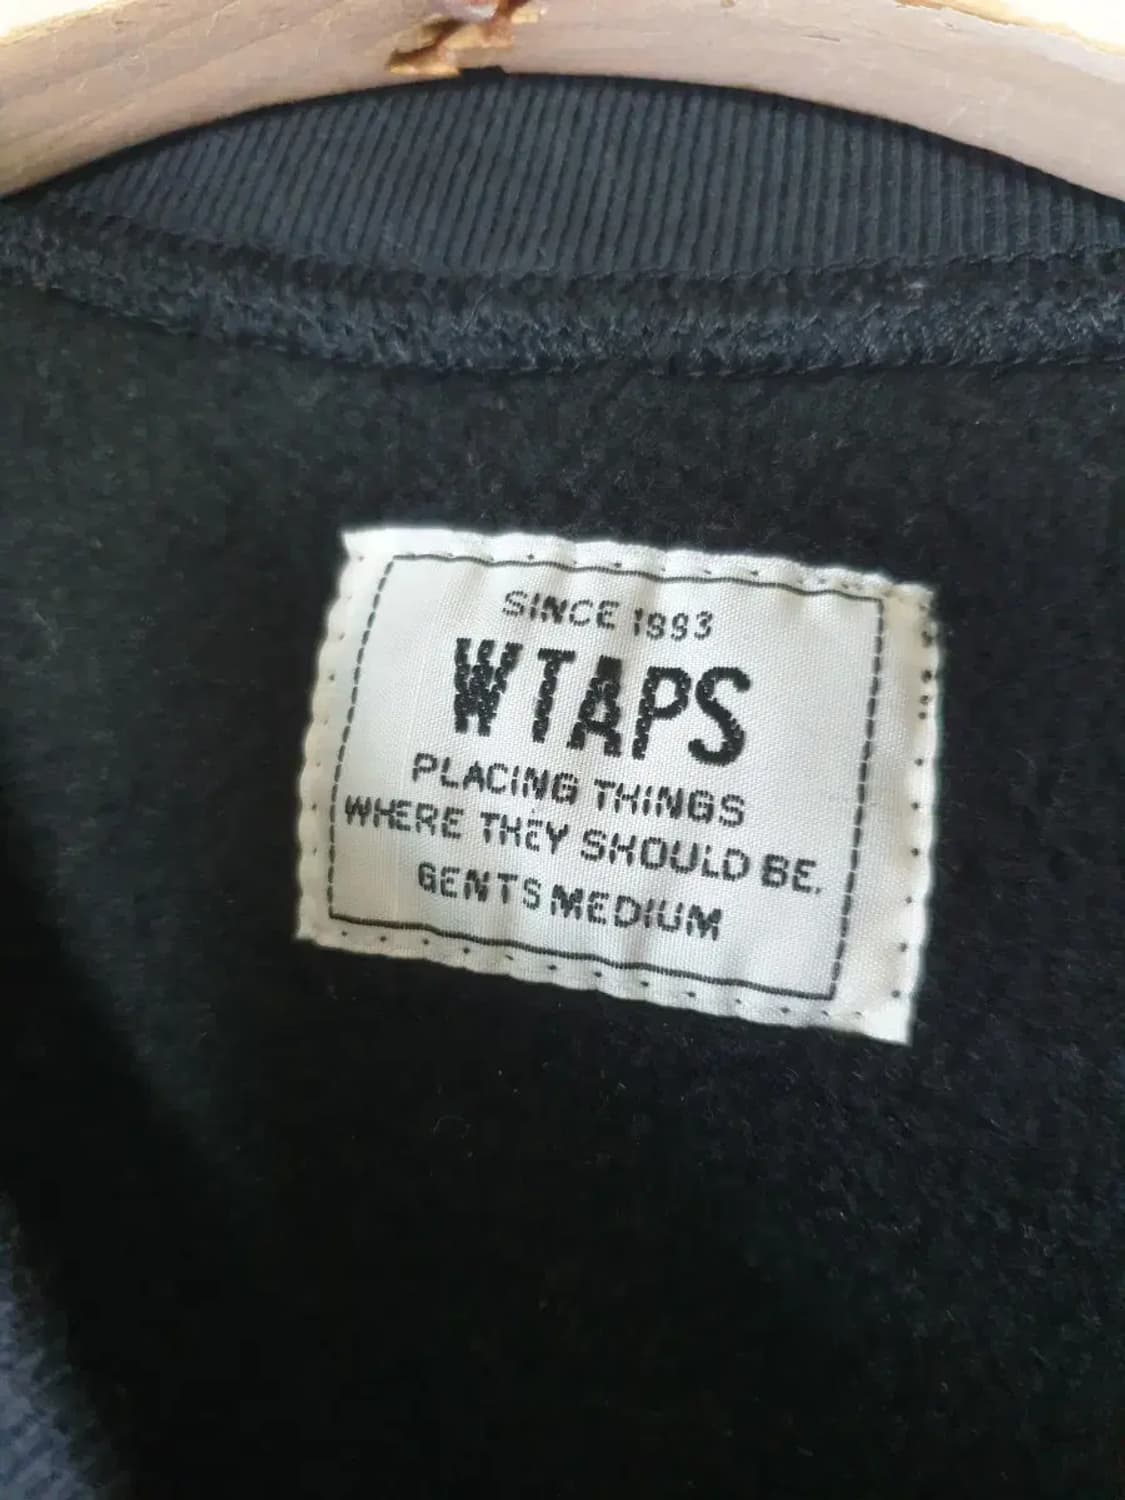 SINCE 1993
WTAPS
PLACING THINGS
WHERE THEY SHOULD BE.
GENTS MEDIUM